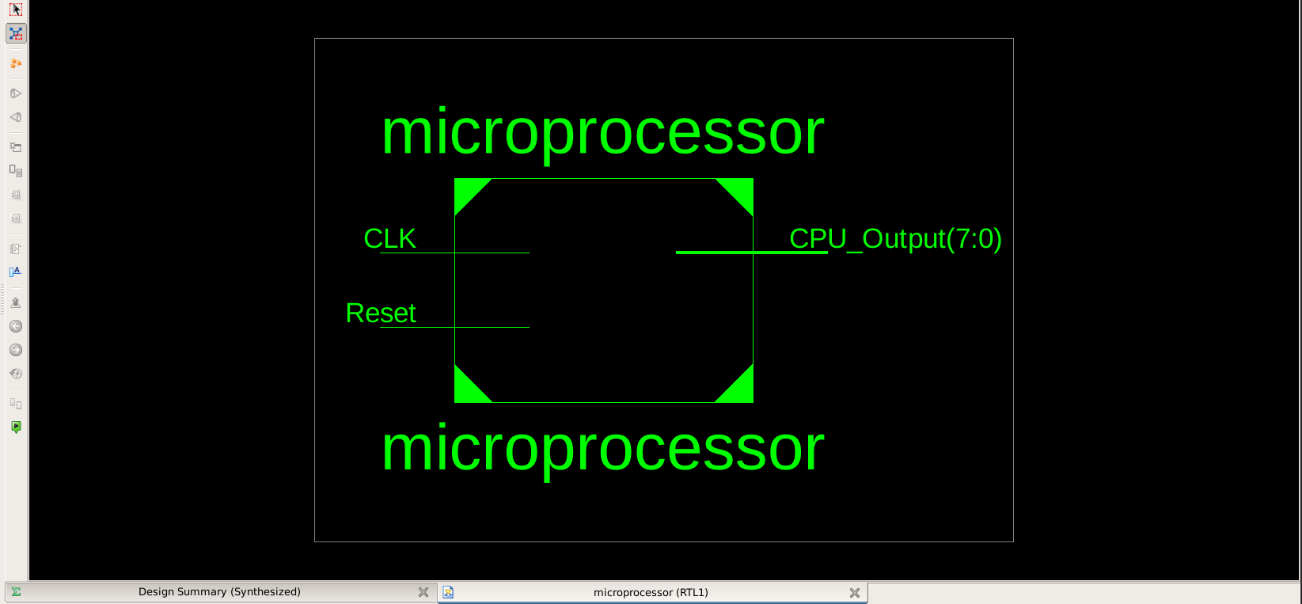 microprocessor
CLK
CPU_Output(7:0)
Reset
microprocessor
Design Summary (Synthesized)
microprocessor (RTL1)